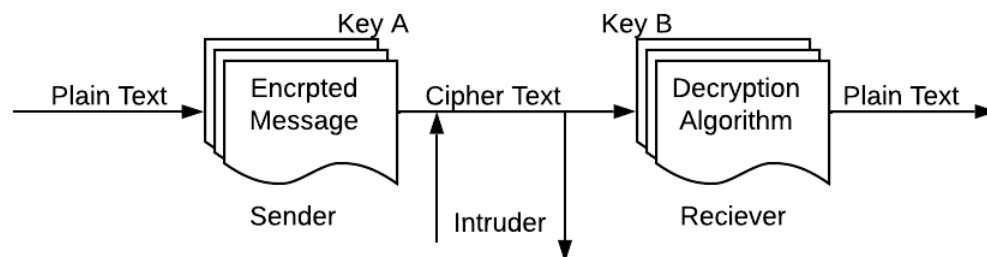 Key A
Key B
Plain Text
Encrpted
Message
Cipher Text
Decryption
Algorithm
Plain Text
Sender
Intruder
Reciever